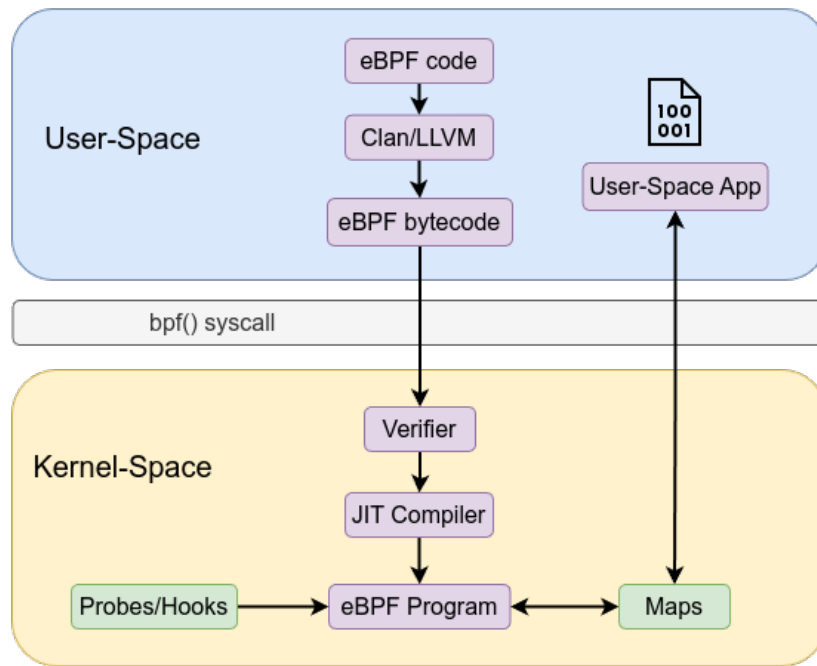 eBPF code
100
001
User-Space
Clan/LLVM
User-Space App
eBPF bytecode
bpf() syscall
Verifier
Kernel-Space
JIT Compiler
Probes/Hooks
eBPF Program
Maps